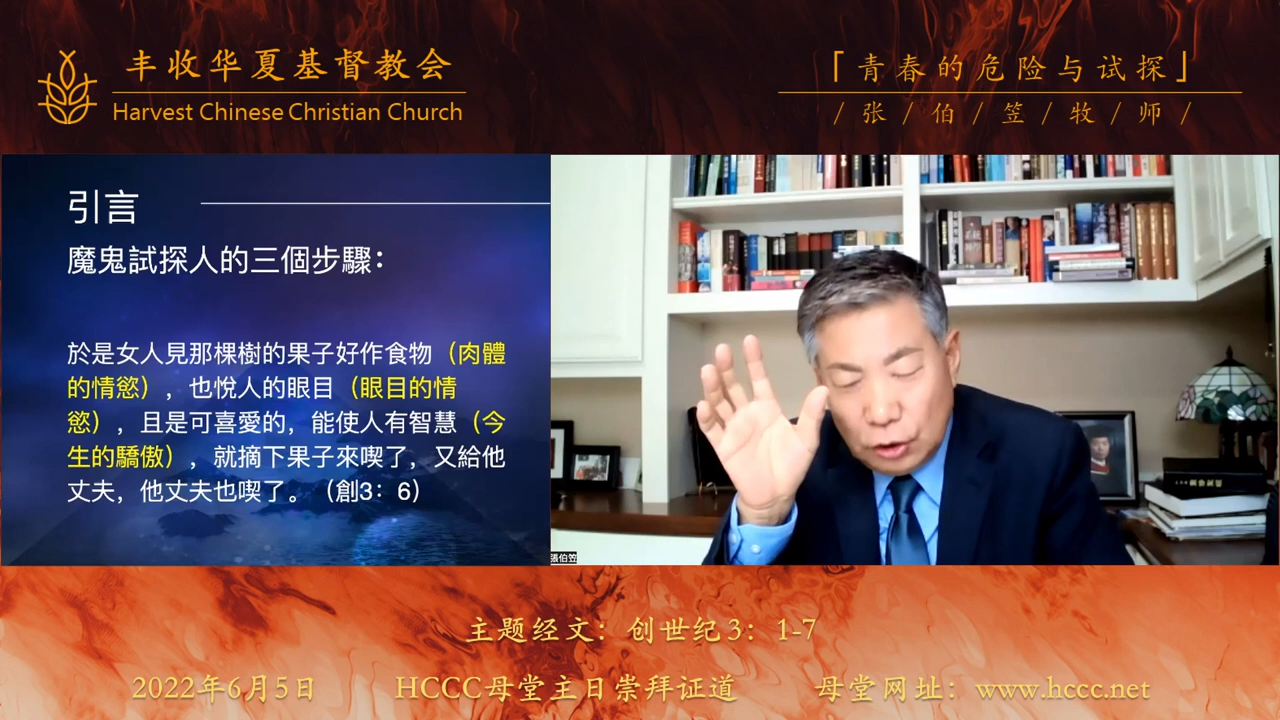 丰收华夏基督教会
Harvest Chinese Christian Church
「青春的危险与试探」
/ 张 / 伯 / 笠 / 牧 / 师 /
引言
魔鬼試探人的三個步驟：
於是女人見那棵樹的果子好作食物（肉體
的情慾），也悅人的眼目（眼目的情
慾），且是可喜愛的，能使人有智慧（今
生的驕傲），就摘下果子來喫了，又給他
丈夫，他丈夫也喫了。（創3：6）
張伯笠
主题经文：创世纪3：1-7
2022年6月5日 HCCC母堂主日崇拜证道 母堂网址：www.hccc.net